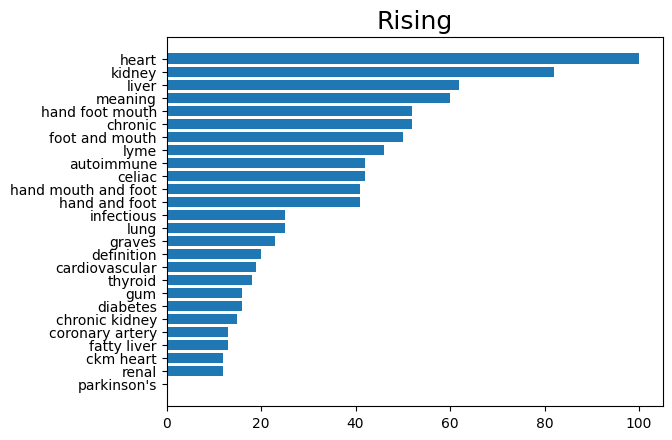 Rising
heart
kidney
liver
meaning
hand foot mouth
chronic
foot and mouth
lyme
autoimmune
celiac
hand mouth and foot
hand and foot
infectious
lung
graves
definition
cardiovascular
thyroid
gum
diabetes
chronic kidney
coronary artery
fatty liver
ckm heart
renal
parkinson's
0 20 40 60 80 100